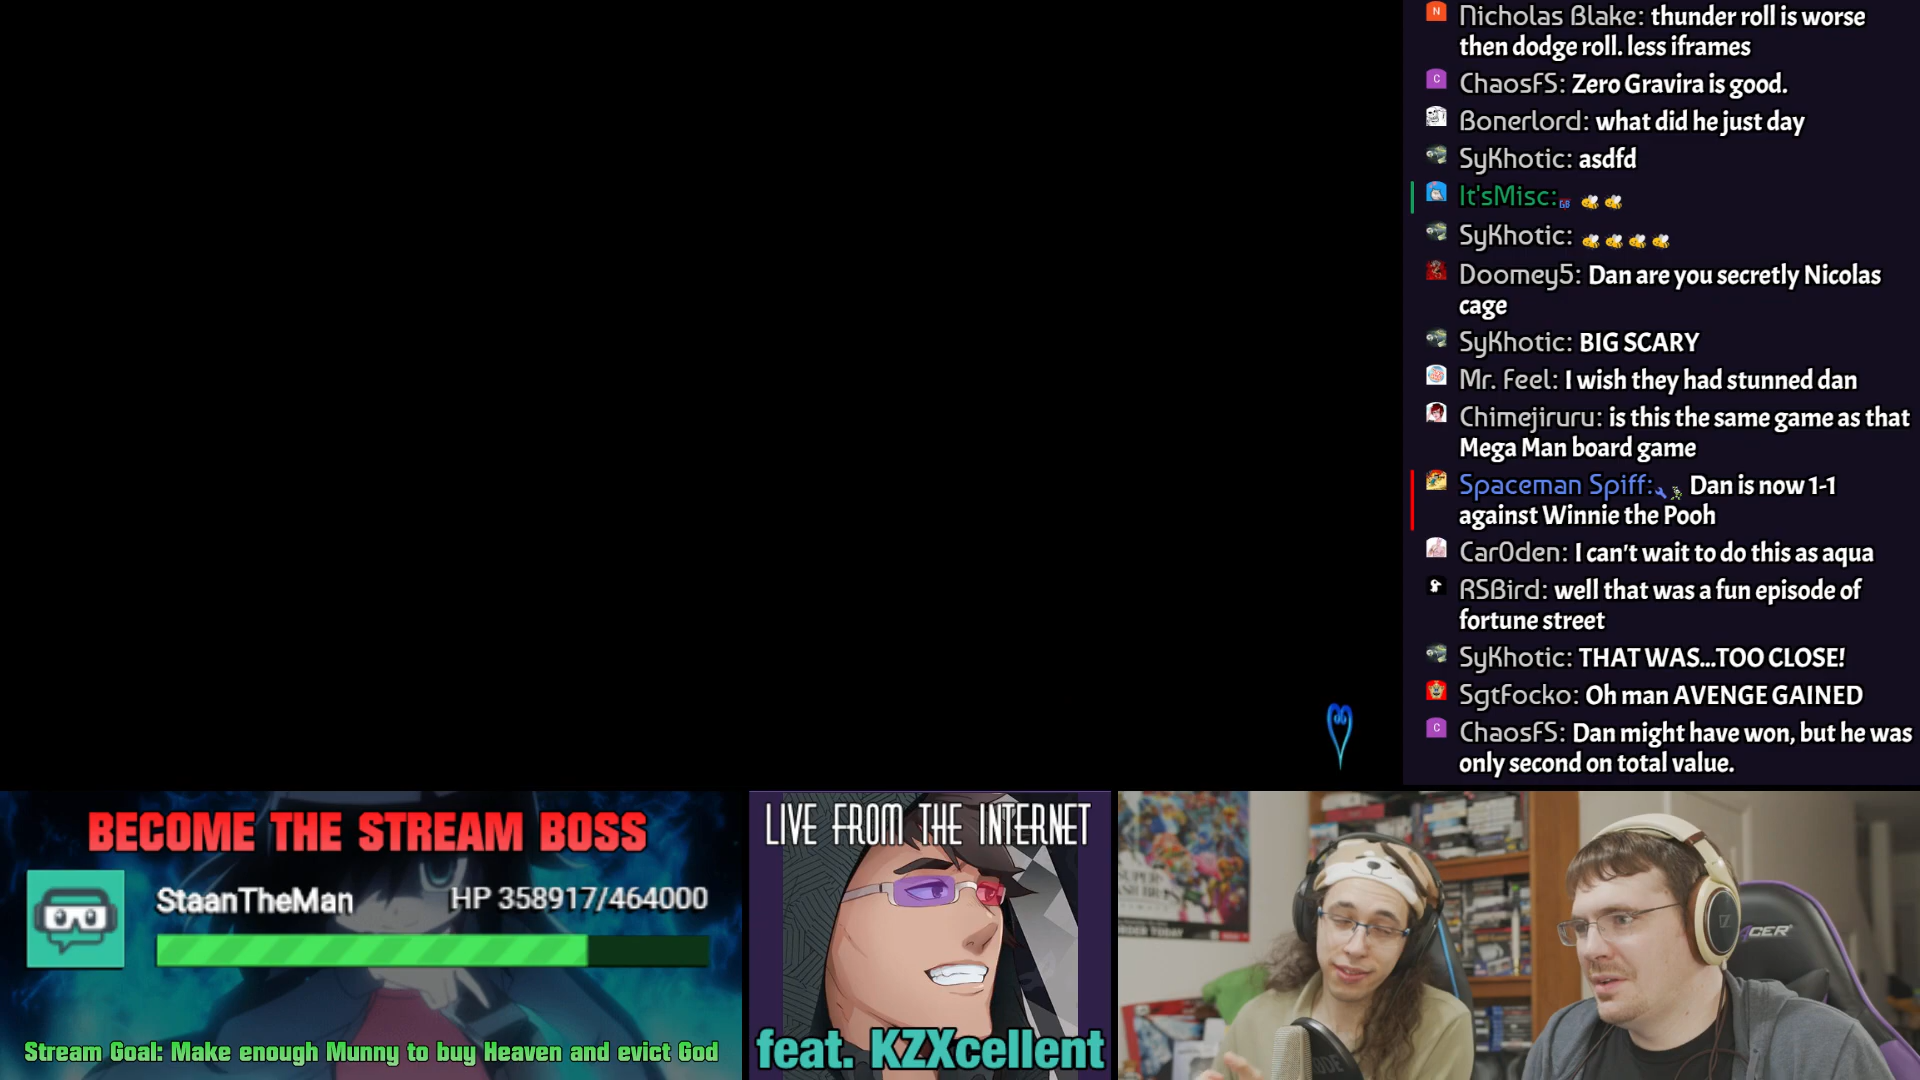 Nicholas Blake: thunder roll is worse
then dodge roll. less iframes
ChaosFS: Zero Gravira is good.
Bonerlord: what did he just day
SyKhotic: asdfd
It'sMisc:
SyKhotic:
Doomey5: Dan are you secretly Nicolas
cage
SyKhotic: BIG SCARY
Mr. Feel: I wish they had stunned dan
Chimejiruru: is this the same game as that
Mega Man board game
Spaceman Spiff: Dan is now 1-1
against Winnie the Pooh
CarOden: I can't wait to do this as aqua
RSBird: well that was a fun episode of
fortune street
SyKhotic: THAT WAS...TOO CLOSE!
SgtFocko: Oh man AVENGE GAINED
ChaosFS: Dan might have won, but he was
only second on total value.
BECOME THE STREAM BOSS
StaanTheMan HP 358917/464000
Stream Goal: Make enough Munny to buy Heaven and evict God
LIVE FROM THE INTERNET
feat. KZXcellent
ACER